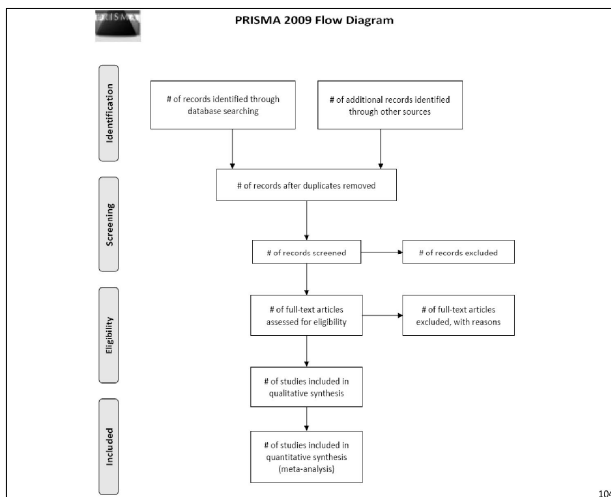 PRISMA
PRISMA 2009 Flow Diagram
Identification
# of records identified through
database searching
# of additional records identified
through other sources
# of records after duplicates removed
Screening
# of records screened
# of records excluded
Eligibility
# of full-text articles
assessed for eligibility
# of full-text articles
excluded, with reasons
# of studies included in
qualitative synthesis
Included
# of studies included in
quantitative synthesis
(meta-analysis)
104